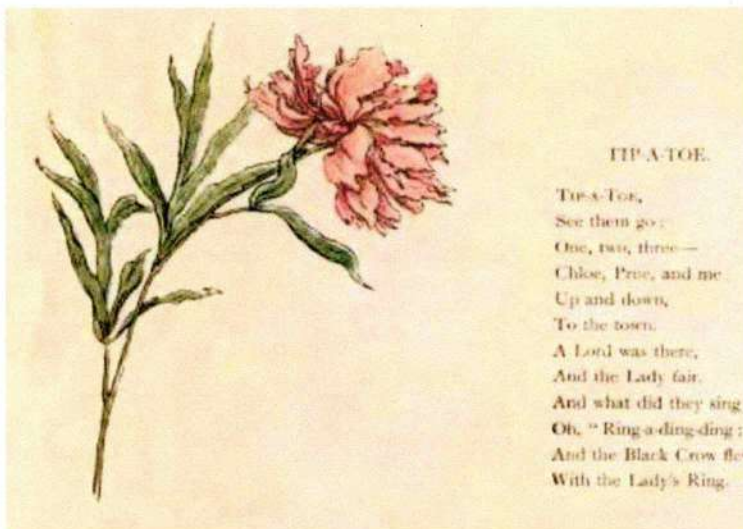 TIP-A-TOE.
TIP-A-TOE,
See them go;
One, two, three—
Chloe, Prue, and me
Up and down,
To the town.
A Lord was there,
And the Lady fair.
And what did they sing
Oh, "Ring-a-ding-ding;
And the Black Crow fle
With the Lady's Ring.